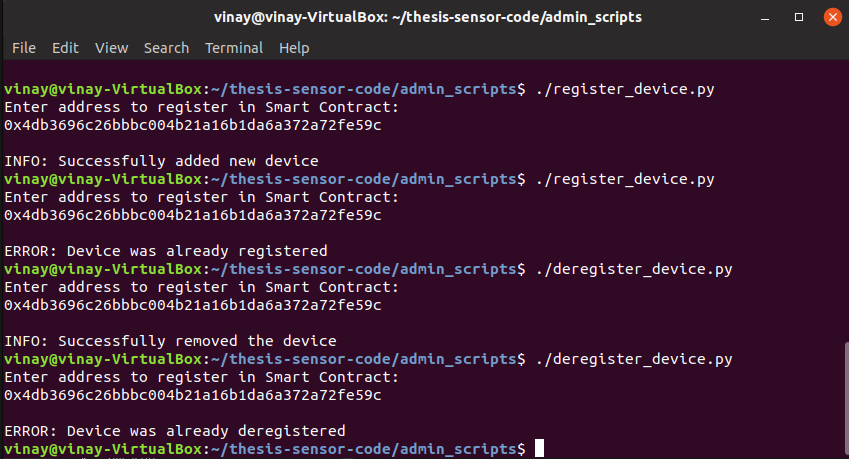 vinay@vinay-VirtualBox: ~/thesis-sensor-code/admin_scripts
File Edit View Search Terminal Help
vinay@vinay-VirtualBox:~/thesis-sensor-code/admin_scripts$ ./register_device.py
Enter address to register in Smart Contract:
0x4db3696c26bbbc004b21a16b1da6a372a72fe59c
INFO: Successfully added new device
vinay@vinay-VirtualBox:~/thesis-sensor-code/admin_scripts$ ./register_device.py
Enter address to register in Smart Contract:
0x4db3696c26bbbc004b21a16b1da6a372a72fe59c
ERROR: Device was already registered
vinay@vinay-VirtualBox:~/thesis-sensor-code/admin_scripts$ ./deregister_device.py
Enter address to register in Smart Contract:
0x4db3696c26bbbc004b21a16b1da6a372a72fe59c
INFO: Successfully removed the device
vinay@vinay-VirtualBox:~/thesis-sensor-code/admin_scripts$ ./deregister_device.py
Enter address to register in Smart Contract:
0x4db3696c26bbbc004b21a16b1da6a372a72fe59c
ERROR: Device was already deregistered
vinay@vinay-VirtualBox:~/thesis-sensor-code/admin_scripts$